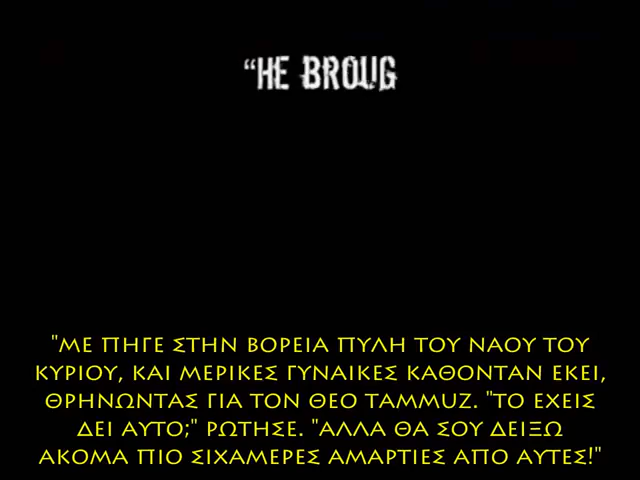 “HE BROUG
"ΜΕ ΠΗΓΕ ΣΤΗΝ ΒΟΡΕΙΑ ΠΥΛΗ ΤΟΥ ΝΑΟΥ ΤΟΥ
ΚΥΡΙΟΥ, ΚΑΙ ΜΕΡΙΚΕΣ ΓΥΝΑΙΚΕΣ ΚΑΘΟΝΤΑΝ ΕΚΕΙ,
ΘΡΗΝΩΝΤΑΣ ΓΙΑ ΤΟΝ ΘΕΟ TAMMUZ. "ΤΟ ΕΧΕΙΣ
ΔΕΙ ΑΥΤΟ;" ΡΩΤΗΣΕ. "ΑΛΛΑ ΘΑ ΣΟΥ ΔΕΙΞΩ
ΑΚΟΜΑ ΠΙΟ ΣΙΧΑΜΕΡΕΣ ΑΜΑΡΤΙΕΣ ΑΠΟ ΑΥΤΕΣ!"